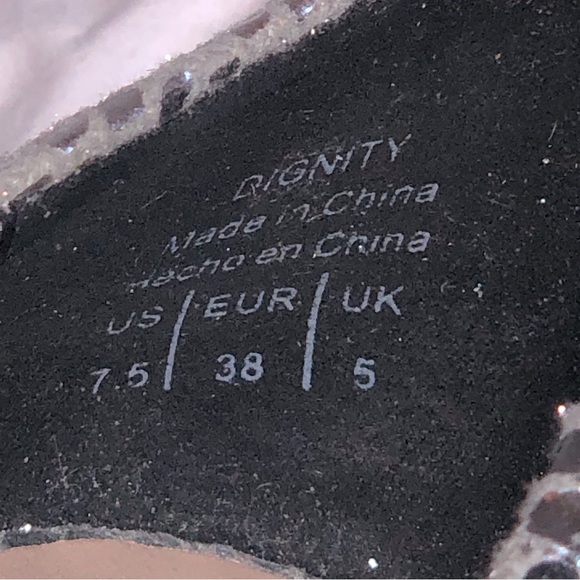 DIGNITY
Made in China
Hecho en China
US / EUR / UK
7.5 / 38 / 5